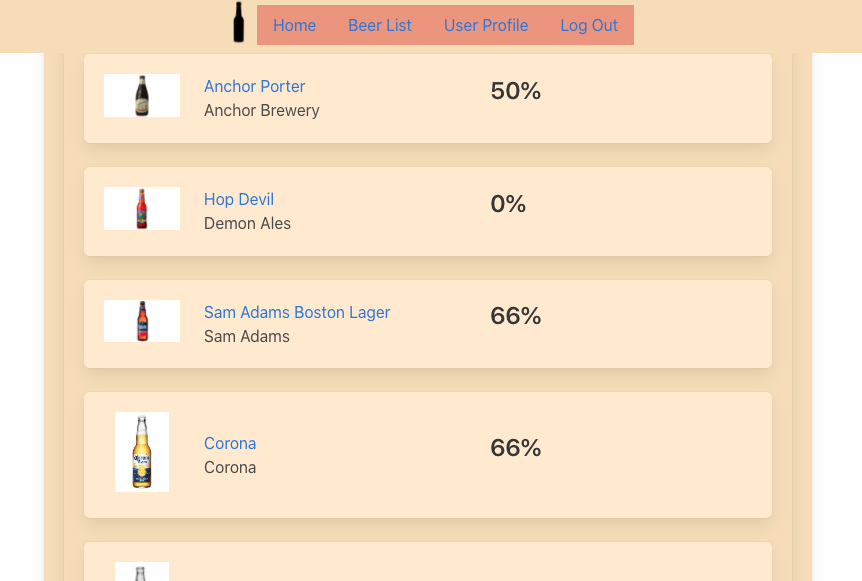 Home Beer List User Profile Log Out
Anchor Porter
Anchor Brewery
50%
Hop Devil
Demon Ales
0%
Sam Adams Boston Lager
Sam Adams
66%
Corona
Corona
66%